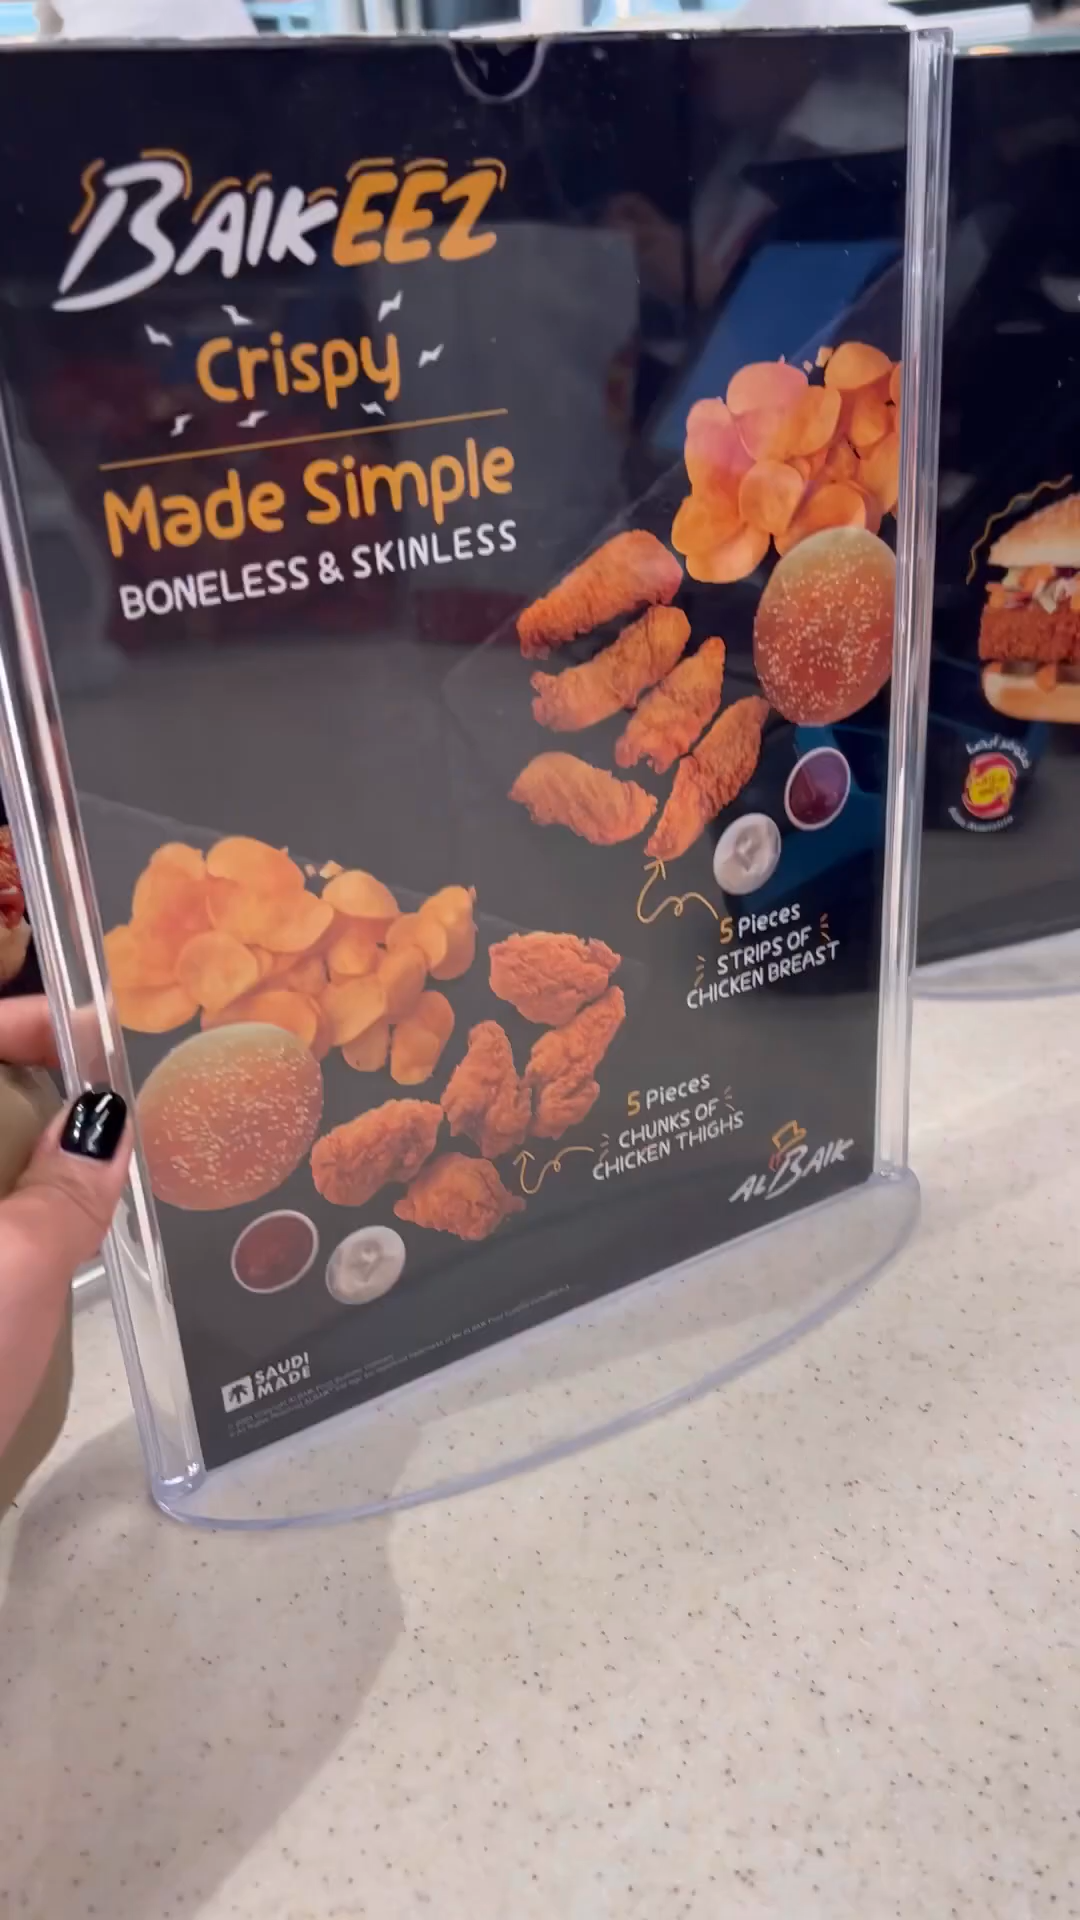 BAIKEEZ
Crispy
Made Simple
BONELESS & SKINLESS
5 Pieces
STRIPS OF
CHICKEN BREAST
5 Pieces
CHUNKS OF
CHICKEN THIGHS
ALBAIK
SAUDI
MADE